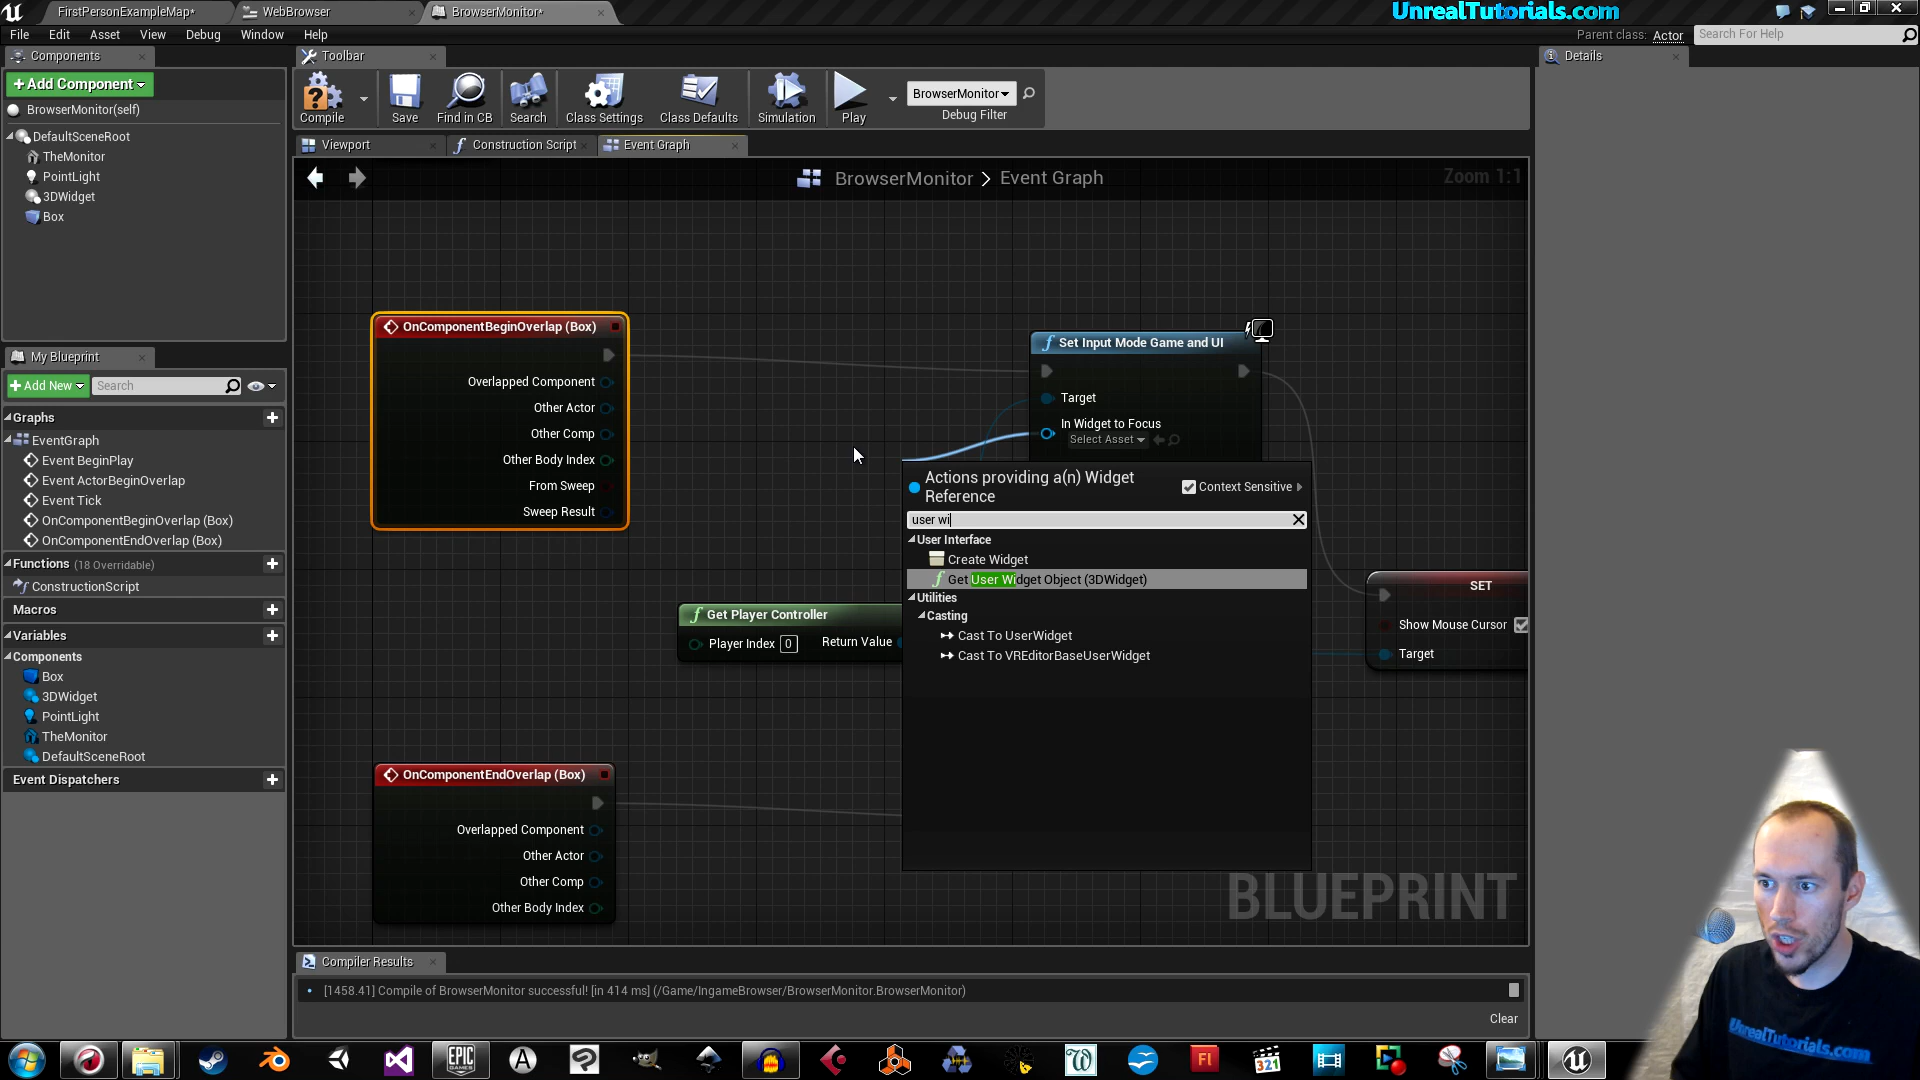 FirstPersonExampleMap*
WebBrowser
BrowserMonitor*
UnrealTutorials.com
File Edit Asset View Debug Window Help
Parent class: Actor
Search For Help
Components
Toolbar
Details
+Add Component
BrowserMonitor(self)
DefaultSceneRoot
TheMonitor
PointLight
3DWidget
Box
Compile
Save
Find in CB
Search
Class Settings
Class Defaults
Simulation
Play
BrowserMonitor
Debug Filter
Viewport
Construction Script
Event Graph
BrowserMonitor > Event Graph
Zoom 1:1
My Blueprint
+Add New
Search
Graphs
EventGraph
Event BeginPlay
Event ActorBeginOverlap
Event Tick
OnComponentBeginOverlap (Box)
OnComponentEndOverlap (Box)
Functions (18 Overridable)
ConstructionScript
Macros
Variables
Components
Box
3DWidget
PointLight
TheMonitor
DefaultSceneRoot
Event Dispatchers
OnComponentBeginOverlap (Box)
Overlapped Component
Other Actor
Other Comp
Other Body Index
From Sweep
Sweep Result
Set Input Mode Game and UI
Target
In Widget to Focus
Select Asset
Actions providing a(n) Widget
Reference
Context Sensitive
user wi
User Interface
Create Widget
Get User Widget Object (3DWidget)
Utilities
Casting
Cast To UserWidget
Cast To VREditorBaseUserWidget
Get Player Controller
Player Index 0
Return Value
SET
Show Mouse Cursor
Target
OnComponentEndOverlap (Box)
Overlapped Component
Other Actor
Other Comp
Other Body Index
BLUEPRINT
Compiler Results
[1458.41] Compile of BrowserMonitor successful! [in 414 ms] (/Game/IngameBrowser/BrowserMonitor.BrowserMonitor)
Clear
EPIC
GAMES
Fl
321
UnrealTutorials.com